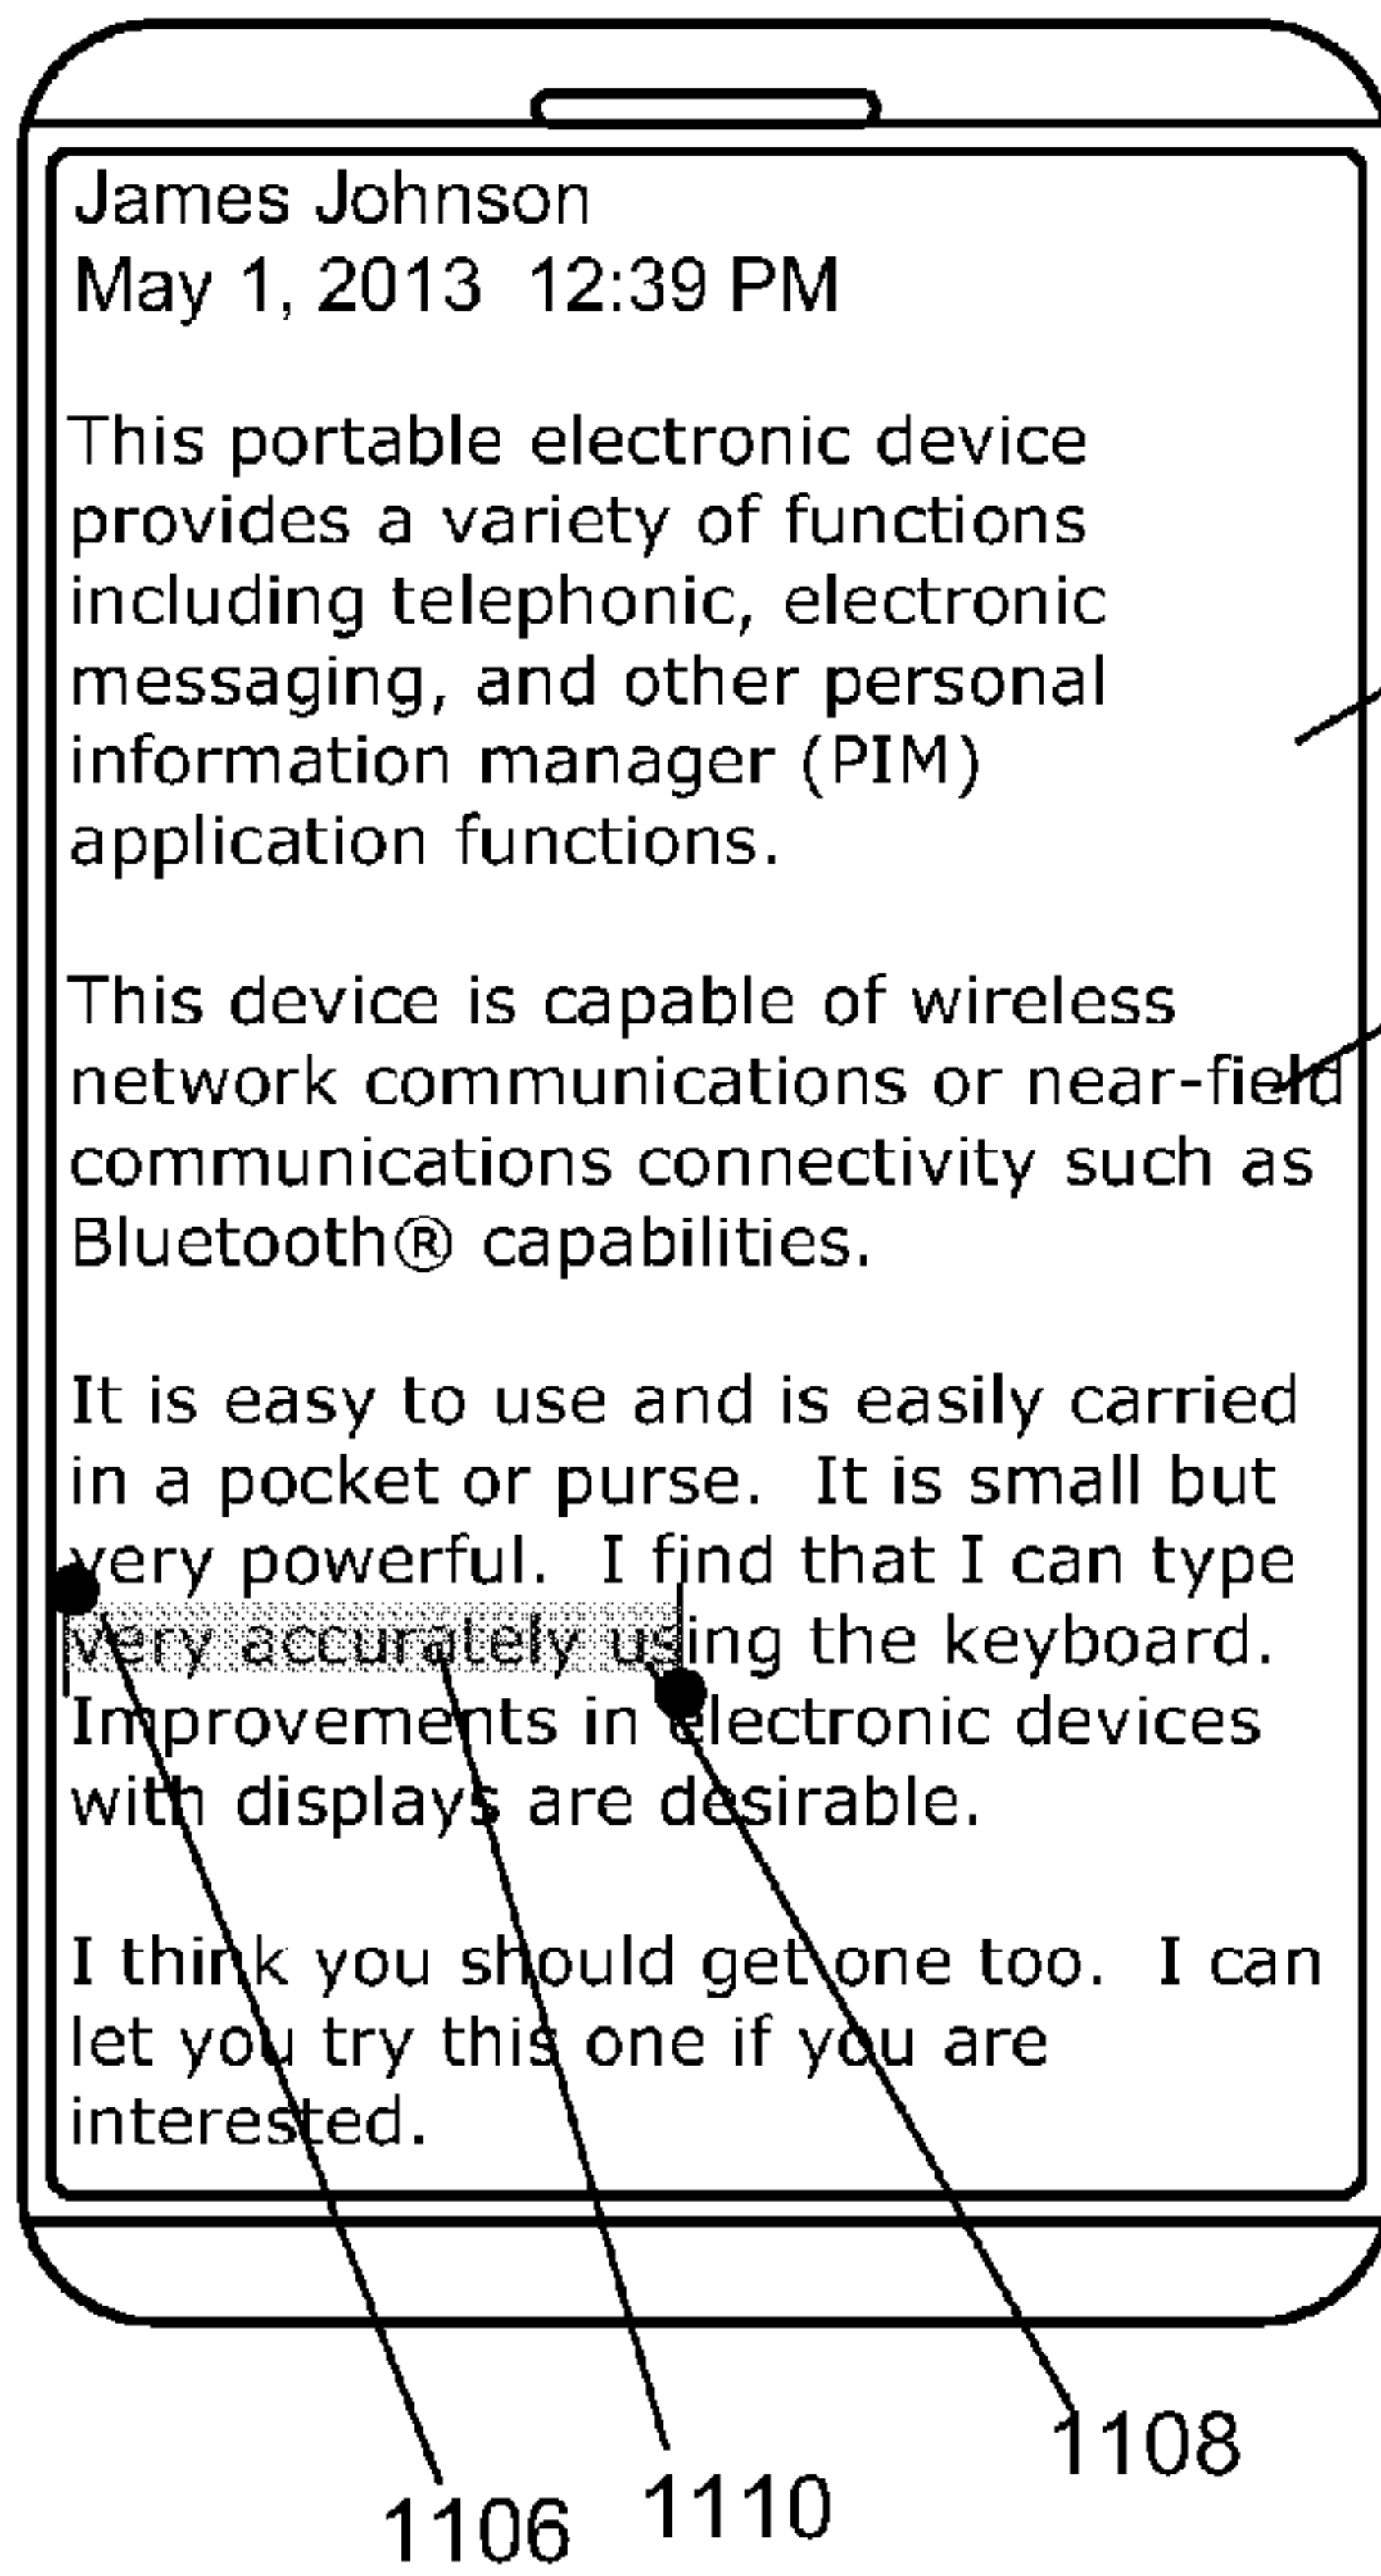 James Johnson
May 1, 2013  12:39 PM
This portable electronic device
provides a variety of functions
including telephonic, electronic
messaging, and other personal
information manager (PIM)
application functions.
This device is capable of wireless
network communications or near-field
communications connectivity such as
Bluetooth® capabilities.
It is easy to use and is easily carried
in a pocket or purse.  It is small but
very powerful.  I find that I can type
very accurately using the keyboard.
Improvements in electronic devices
with displays are desirable.
I think you should get one too.  I can
let you try this one if you are
interested.
1108
1110
1106